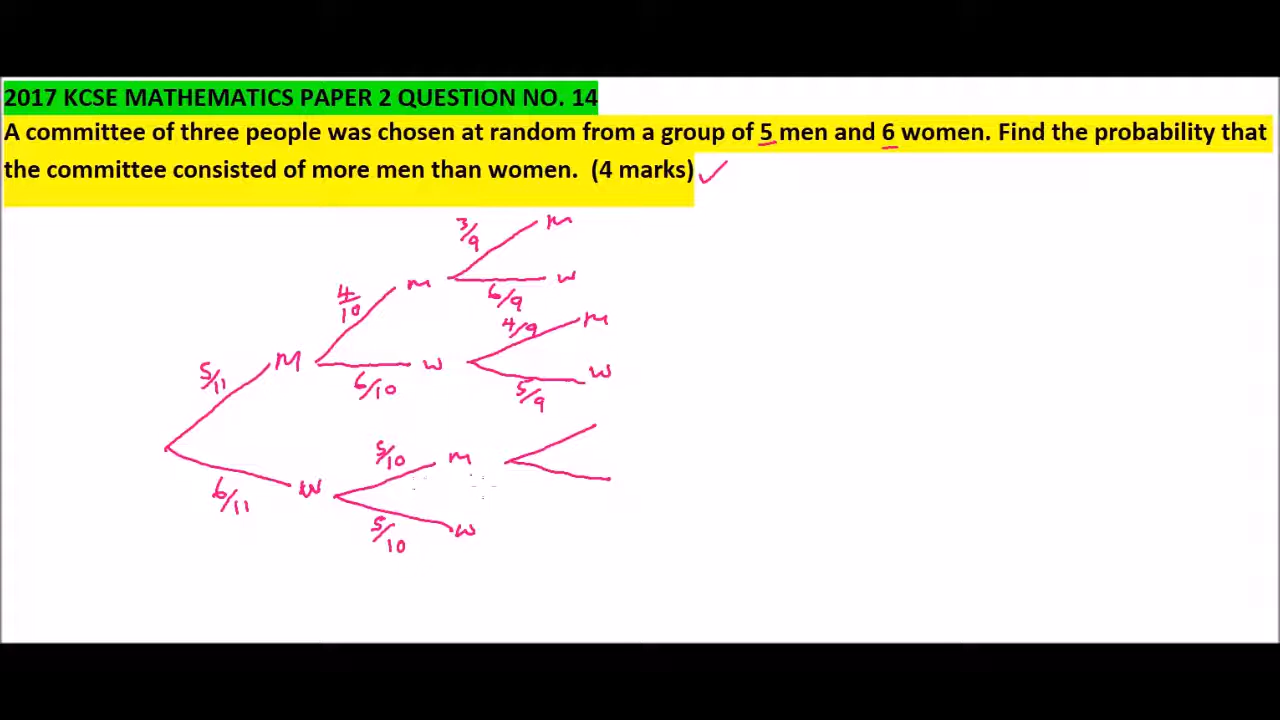 2017 KCSE MATHEMATICS PAPER 2 QUESTION NO. 14
A committee of three people was chosen at random from a group of 5 men and 6 women. Find the probability that
the committee consisted of more men than women. (4 marks)
3/9 M
4/10 M
6/9 W
4/9 M
5/11 M
6/10 W
5/9 W
5/10 M
6/11 W
5/10 W